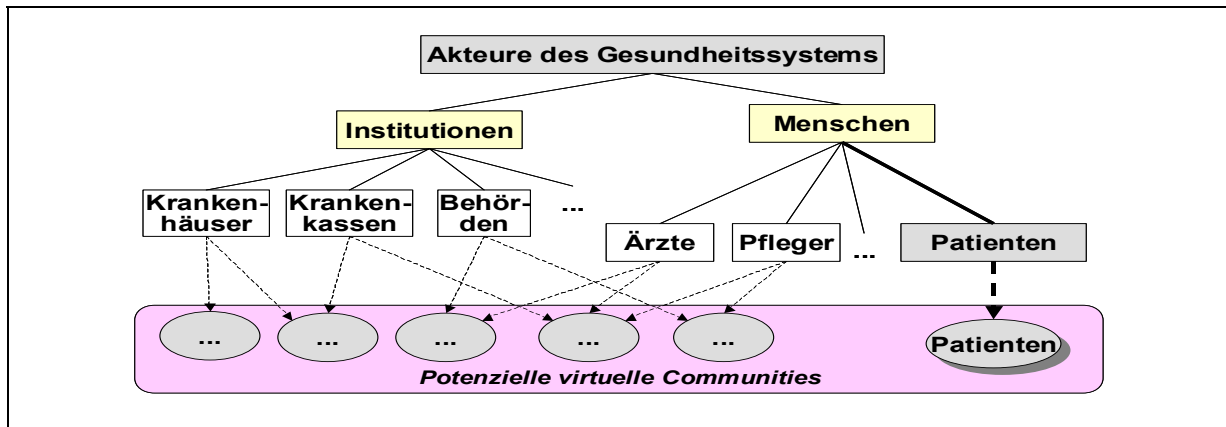 Akteure des Gesundheitssystems
Institutionen
Menschen
Kranken-
häuser
Kranken-
kassen
Behör-
den
...
Ärzte
Pfleger
...
Patienten
...
...
...
...
...
Patienten
Potenzielle virtuelle Communities